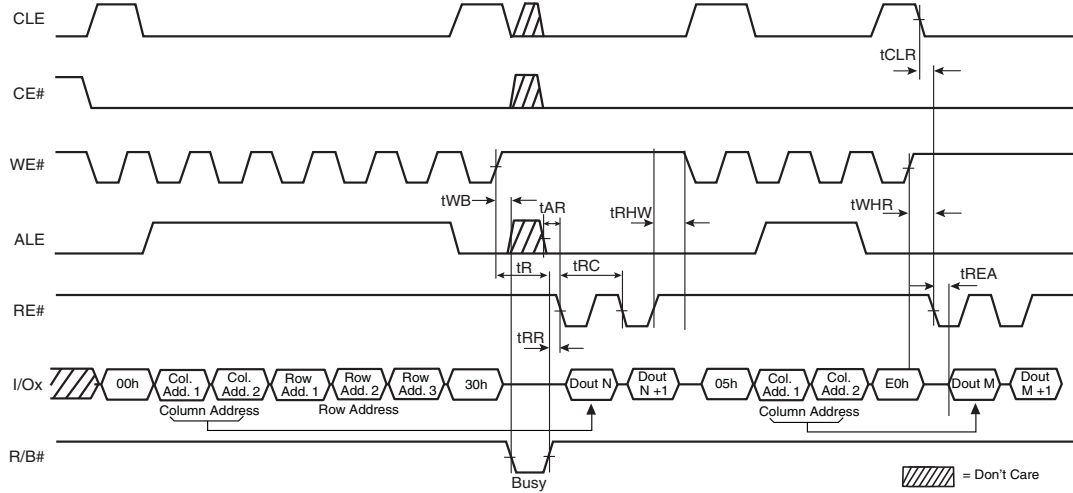 CLE
tCLR
CE#
WE#
tWB
tAR
tRHW
tWHR
ALE
tR
tRC
tREA
RE#
tRR
I/Ox
00h
Col. Add. 1
Col. Add. 2
Row Add. 1
Row Add. 2
Row Add. 3
30h
Dout N
Dout N +1
05h
Col. Add. 1
Col. Add. 2
E0h
Dout M
Dout M +1
Column Address
Row Address
Column Address
R/B#
Busy
= Don't Care